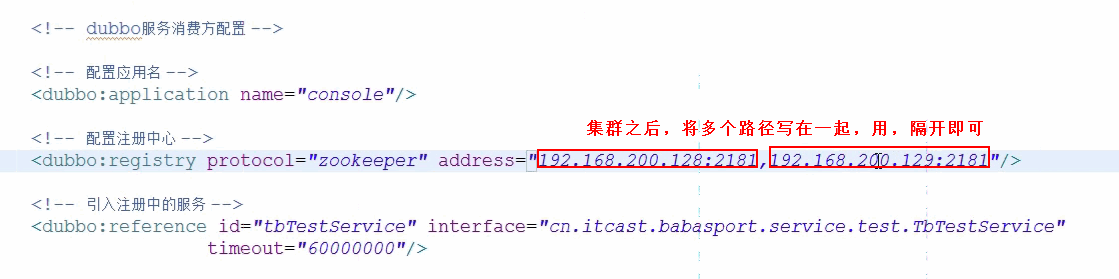 <!-- dubbo服务消费方配置 -->
<!-- 配置应用名 -->
<dubbo:application name="console"/>
集群之后，将多个路径写在一起，用，隔开即可
<!-- 配置注册中心 -->
<dubbo:registry protocol="zookeeper" address="192.168.200.128:2181,192.168.200.129:2181"/>
<!-- 引入注册中的服务 -->
<dubbo:reference id="tbTestService" interface="cn.itcast.babasport.service.test.TbTestService"
timeout="60000000"/>